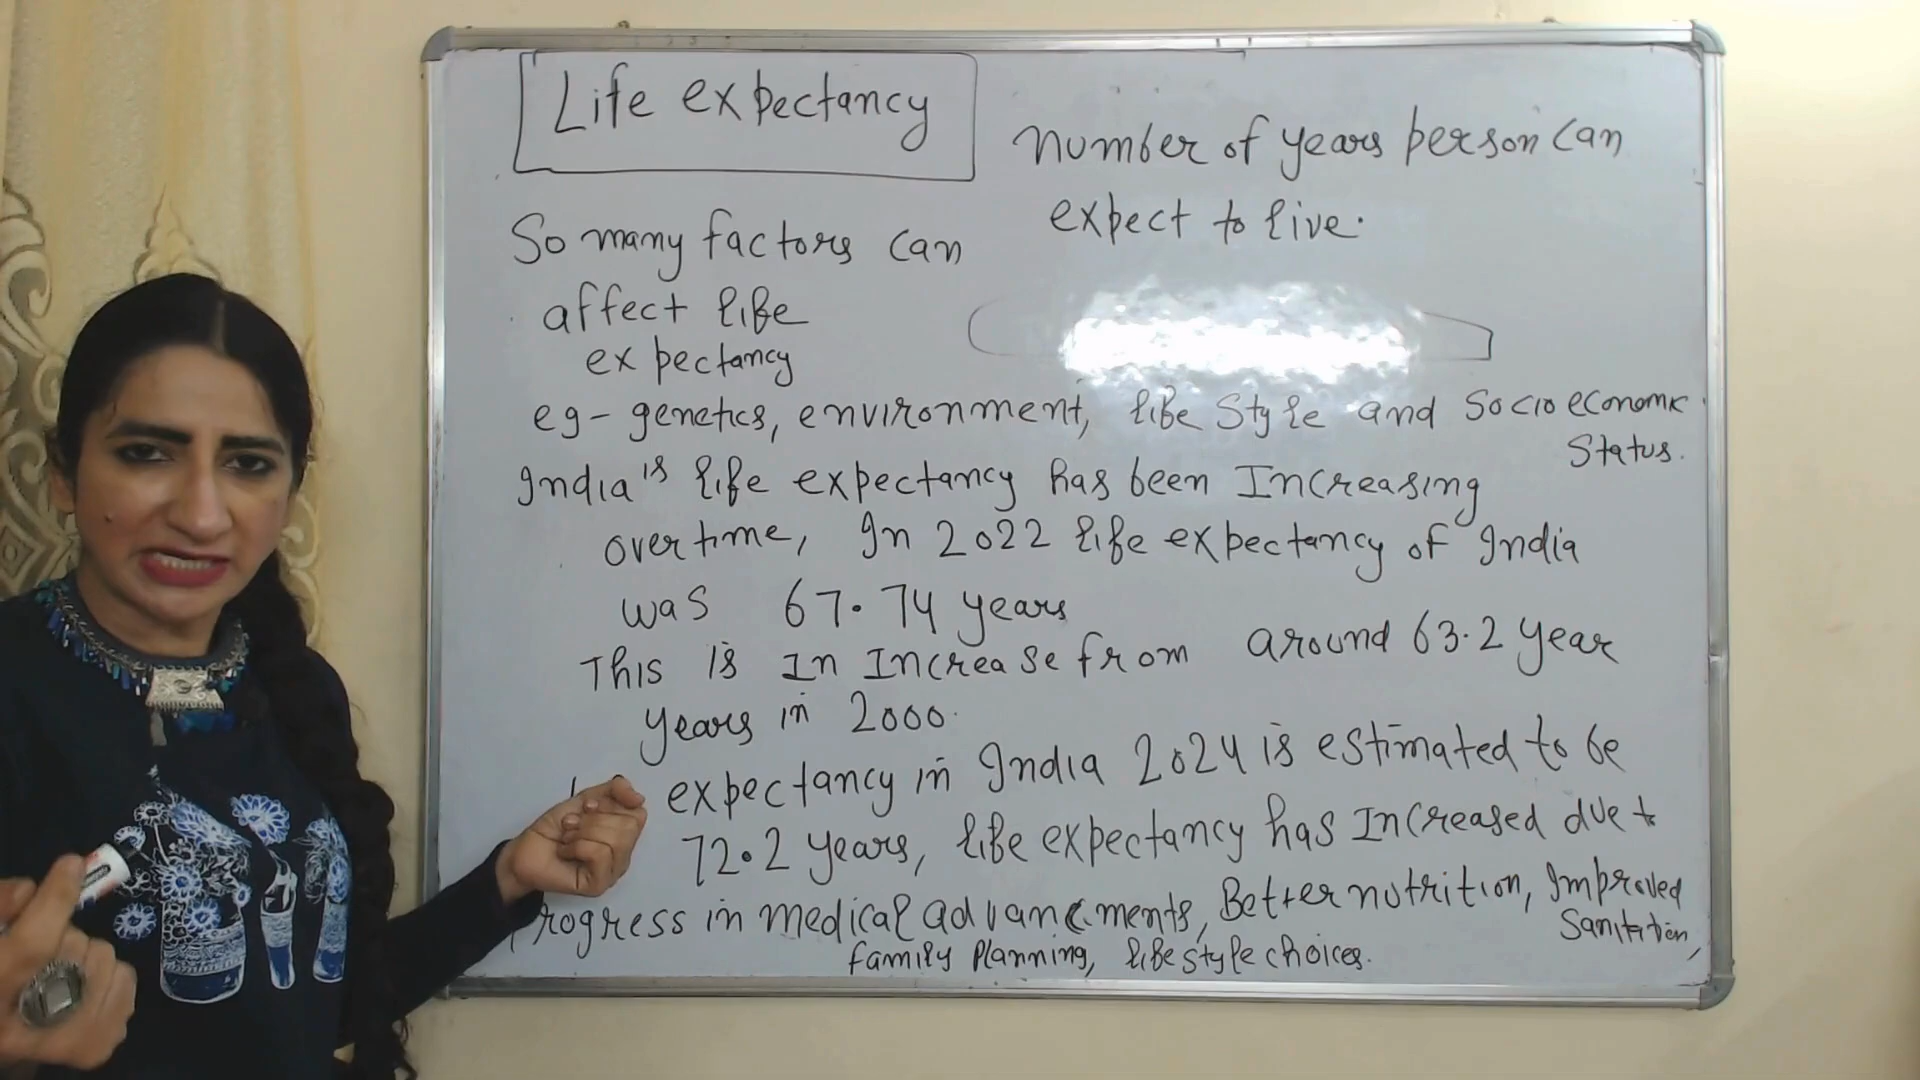 Life expectancy
number of years person can
expect to live.
So many factors can
affect life
expectancy
eg- genetics, environment, life style and Socio economic
Status.
India's life expectancy has been Increasing
over time, In 2022 life expectancy of India
was 67.74 years
This is In Increase from around 63.2 year
years in 2000.
expectancy in India 2024 is estimated to be
72.2 years, life expectancy has Increased due to
rogress in medical advancements, Better nutrition, Improved
Sanitation,
family planning, lifestyle choices.